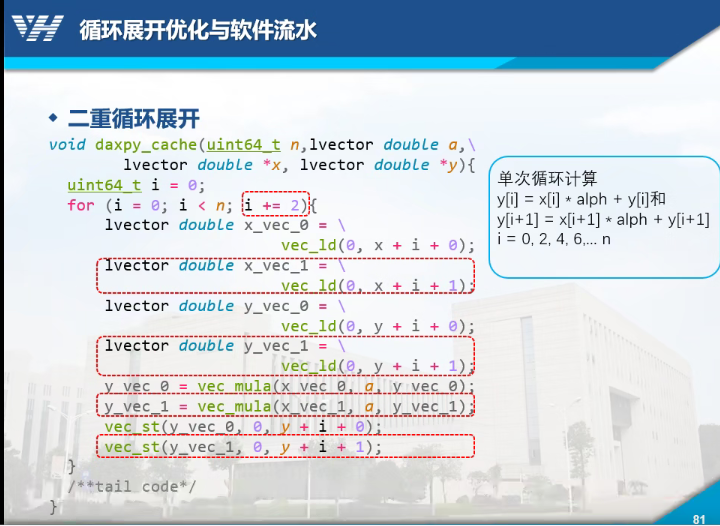 循环展开优化与软件流水
二重循环展开
void daxpy_cache(uint64_t n,lvector double a,\
lvector double *x, lvector double *y){
uint64_t i = 0;
for (i = 0; i < n; i += 2){
lvector double x_vec_0 = \
vec_ld(0, x + i + 0);
lvector double x_vec_1 = \
vec_ld(0, x + i + 1);
lvector double y_vec_0 = \
vec_ld(0, y + i + 0);
lvector double y_vec_1 = \
vec_ld(0, y + i + 1);
y_vec_0 = vec_mula(x_vec_0, a, y_vec_0);
y_vec_1 = vec_mula(x_vec_1, a, y_vec_1);
vec_st(y_vec_0, 0, y + i + 0);
vec_st(y_vec_1, 0, y + i + 1);
}
/**tail code*/
}
单次循环计算
y[i] = x[i] * alph + y[i]和
y[i+1] = x[i+1] * alph + y[i+1]
i = 0, 2, 4, 6,... n
81